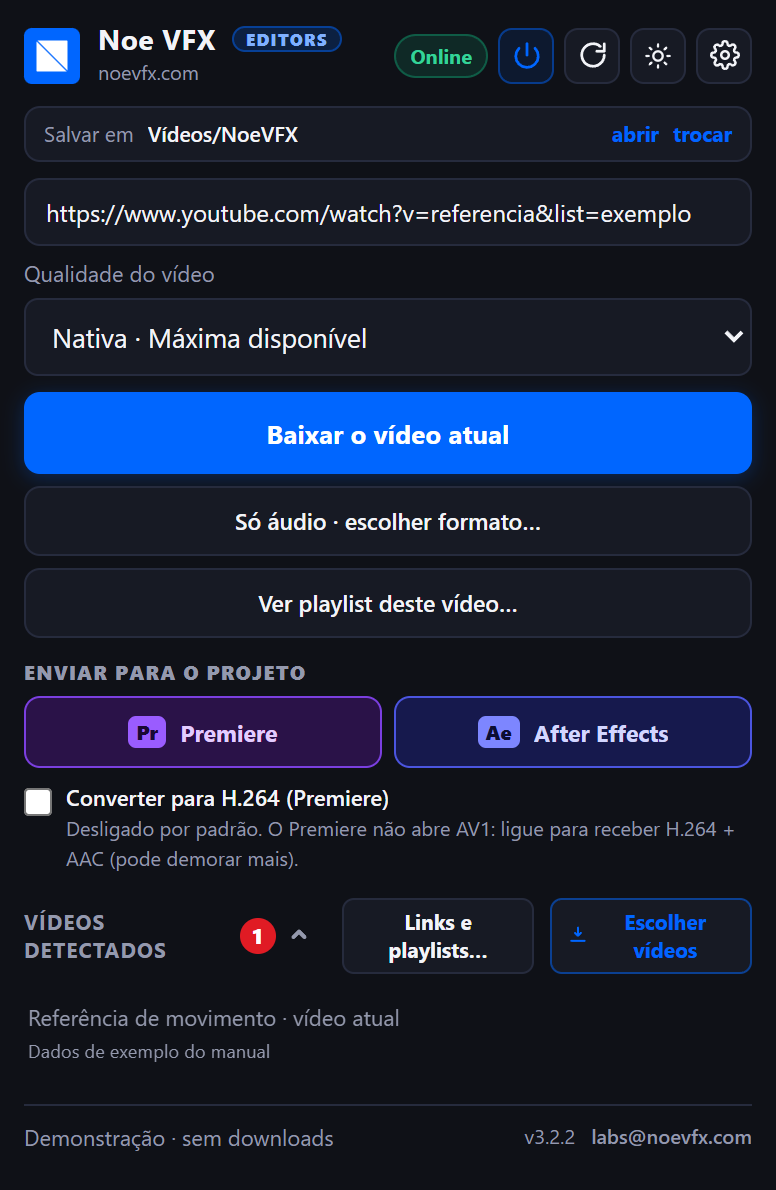 Noe VFX EDITORS
noevfx.com
Online
Salvar em Vídeos/NoeVFX abrir trocar
https://www.youtube.com/watch?v=referencia&list=exemplo
Qualidade do vídeo
Nativa · Máxima disponível
Baixar o vídeo atual
Só áudio · escolher formato...
Ver playlist deste vídeo...
ENVIAR PARA O PROJETO
Pr Premiere
Ae After Effects
Converter para H.264 (Premiere)
Desligado por padrão. O Premiere não abre AV1: ligue para receber H.264 +
AAC (pode demorar mais).
VÍDEOS
DETECTADOS
1
Links e
playlists...
Escolher
vídeos
Referência de movimento · vídeo atual
Dados de exemplo do manual
Demonstração · sem downloads v3.2.2 labs@noevfx.com